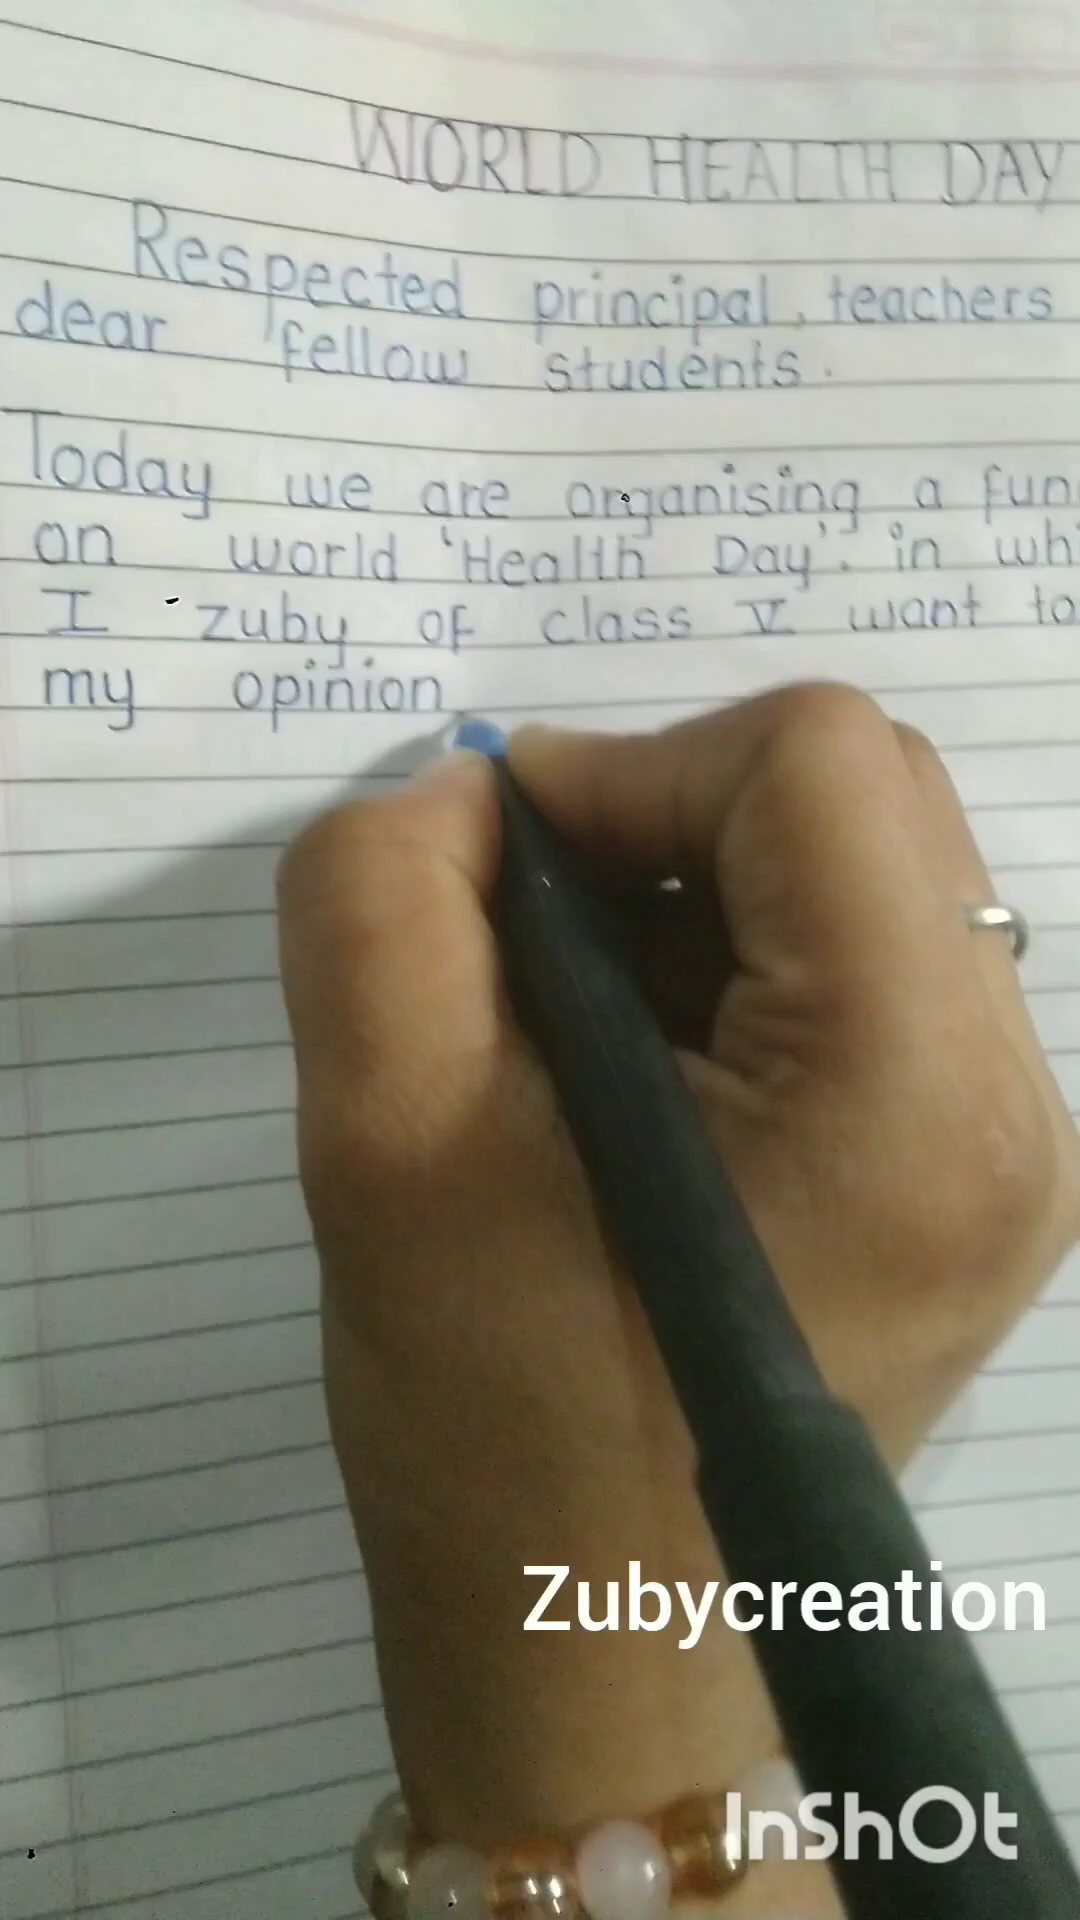 WORLD HEALTH DAY
Respected principal, teachers
dear fellow students.
Today we are organising a
on world 'Health Day'. in
I zuby of class V want to
my opinion
Zubycreation
InShOt